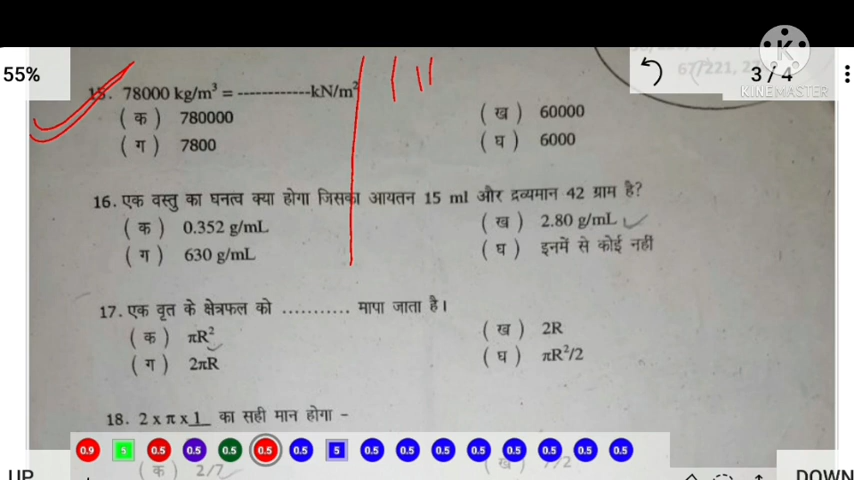 55%
3 / 4
KINEMASTER
15. 78000 kg/m³ = -----------kN/m²
( क ) 780000 ( ख ) 60000
( ग ) 7800 ( घ ) 6000
16. एक वस्तु का घनत्व क्या होगा जिसका आयतन 15 ml और द्रव्यमान 42 ग्राम है?
( क ) 0.352 g/mL ( ख ) 2.80 g/mL
( ग ) 630 g/mL ( घ ) इनमें से कोई नहीं
17. एक वृत के क्षेत्रफल को ........... मापा जाता है।
( क ) πR² ( ख ) 2R
( ग ) 2πR ( घ ) πR²/2
18. 2 x π x 1 का सही मान होगा -
0.9 5 0.5 0.5 0.5 0.5 0.5 5 0.5 0.5 0.5 0.5 0.5 0.5 0.5 0.5
( क ) 2/7 ( ख )
UP DOWN